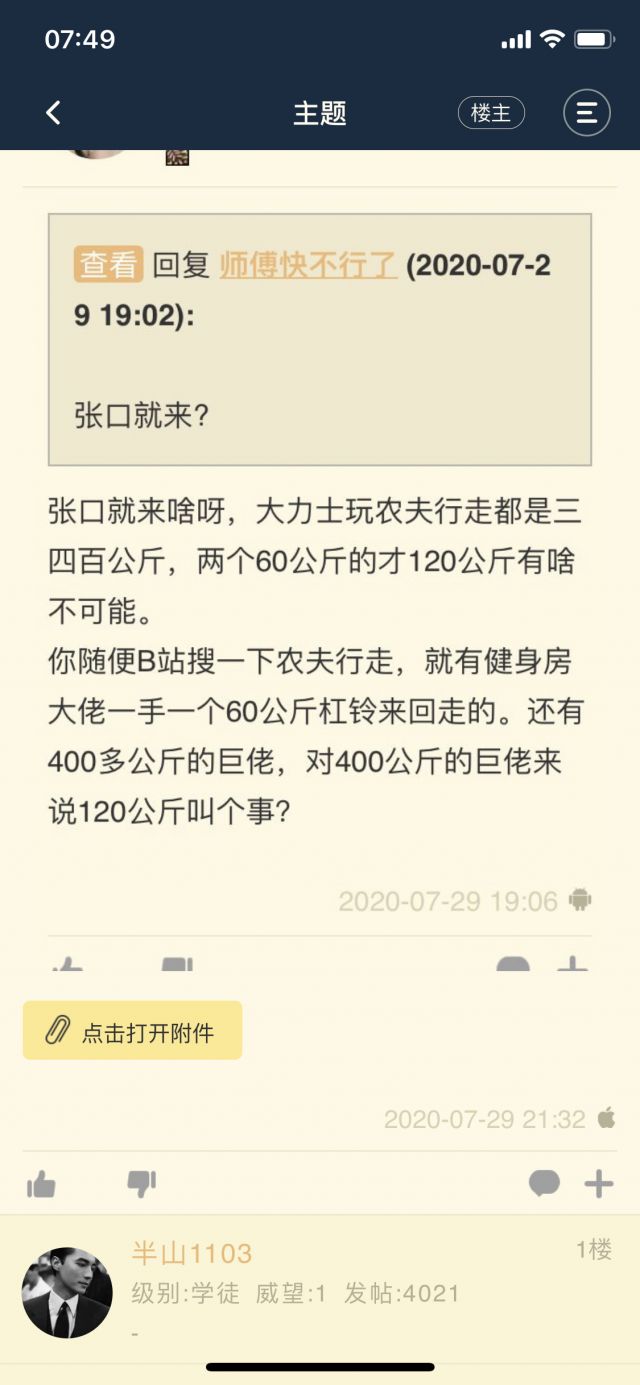 07:49
主题
楼主
查看 回复 师傅快不行了 (2020-07-2
9 19:02):
张口就来?
张口就来啥呀，大力士玩农夫行走都是三
四百公斤，两个60公斤的才120公斤有啥
不可能。
你随便B站搜一下农夫行走，就有健身房
大佬一手一个60公斤杠铃来回走的。还有
400多公斤的巨佬，对400公斤的巨佬来
说120公斤叫个事?
2020-07-29 19:06
点击打开附件
2020-07-29 21:32
半山1103
1楼
级别:学徒 威望:1 发帖:4021
-